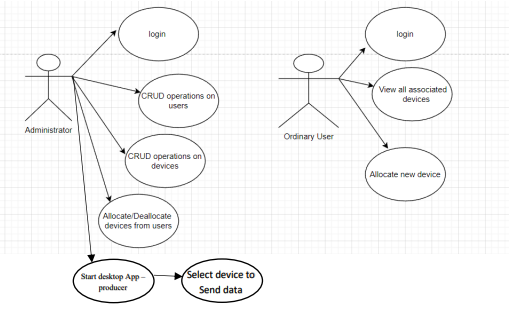 login
CRUD operations on
users
Administrator
CRUD operations on
devices
Allocate/Deallocate
devices from users
Start desktop App –
producer
Select device to
Send data
login
View all associated
devices
Ordinary User
Allocate new device